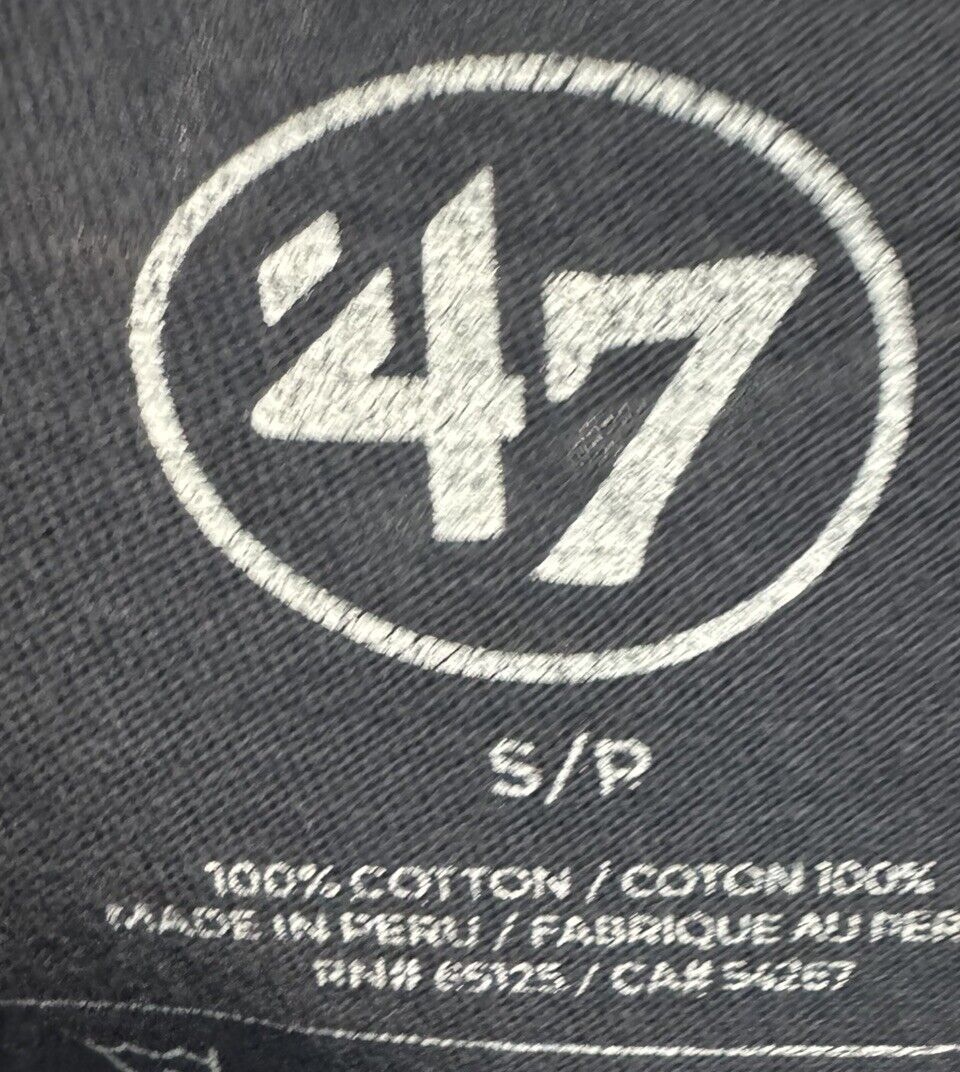 '47
S/P
100% COTTON / COTON 100%
MADE IN PERU / FABRIQUE AU PER
RN# 65125 / CA# 54267